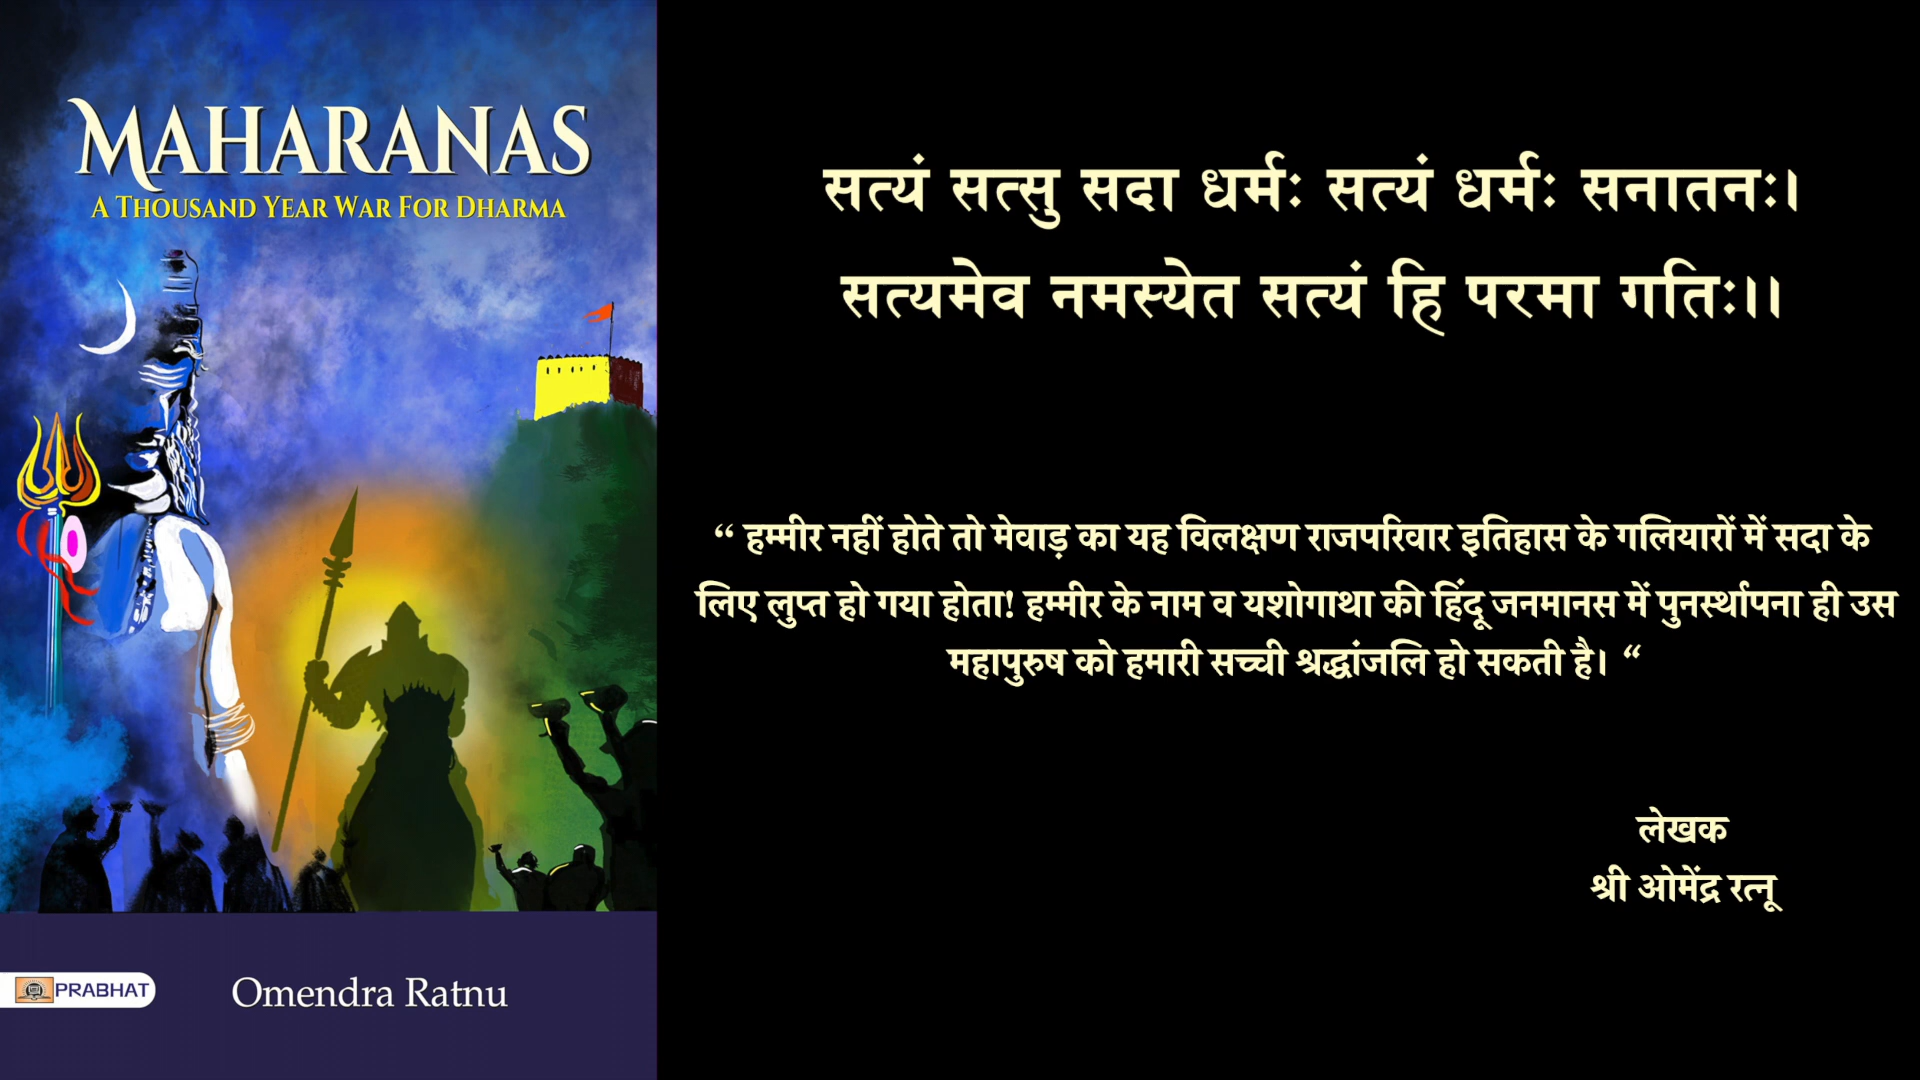 MAHARANAS
A THOUSAND YEAR WAR FOR DHARMA
PRABHAT
Omendra Ratnu
सत्यं सत्सु सदा धर्मः सत्यं धर्मः सनातनः।
सत्यमेव नमस्येत सत्यं हि परमा गतिः।।
“ हम्मीर नहीं होते तो मेवाड़ का यह विलक्षण राजपरिवार इतिहास के गलियारों में सदा के
लिए लुप्त हो गया होता! हम्मीर के नाम व यशोगाथा की हिंदू जनमानस में पुनर्स्थापना ही उस
महापुरुष को हमारी सच्ची श्रद्धांजलि हो सकती है। “
लेखक
श्री ओमेंद्र रत्नू